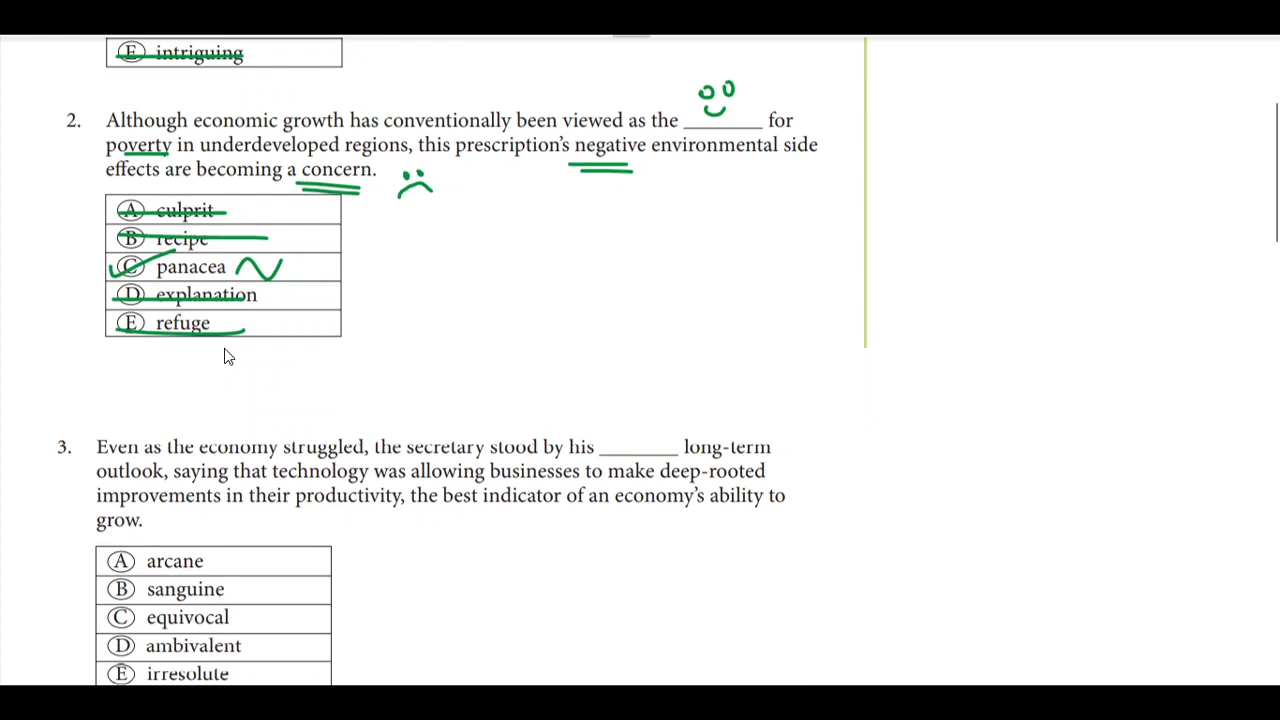 E intriguing
2. Although economic growth has conventionally been viewed as the ________ for
poverty in underdeveloped regions, this prescription's negative environmental side
effects are becoming a concern.
A culprit
B recipe
C panacea
D explanation
E refuge
3. Even as the economy struggled, the secretary stood by his ________ long-term
outlook, saying that technology was allowing businesses to make deep-rooted
improvements in their productivity, the best indicator of an economy's ability to
grow.
A arcane
B sanguine
C equivocal
D ambivalent
E irresolute